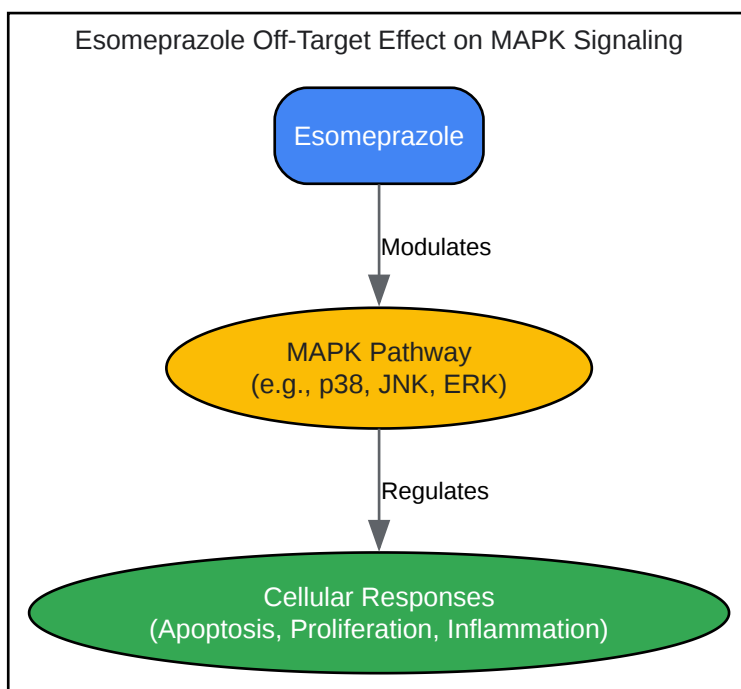 Esomeprazole Off-Target Effect on MAPK Signaling
Esomeprazole
Modulates
MAPK Pathway
(e.g., p38, JNK, ERK)
Regulates
Cellular Responses
(Apoptosis, Proliferation, Inflammation)